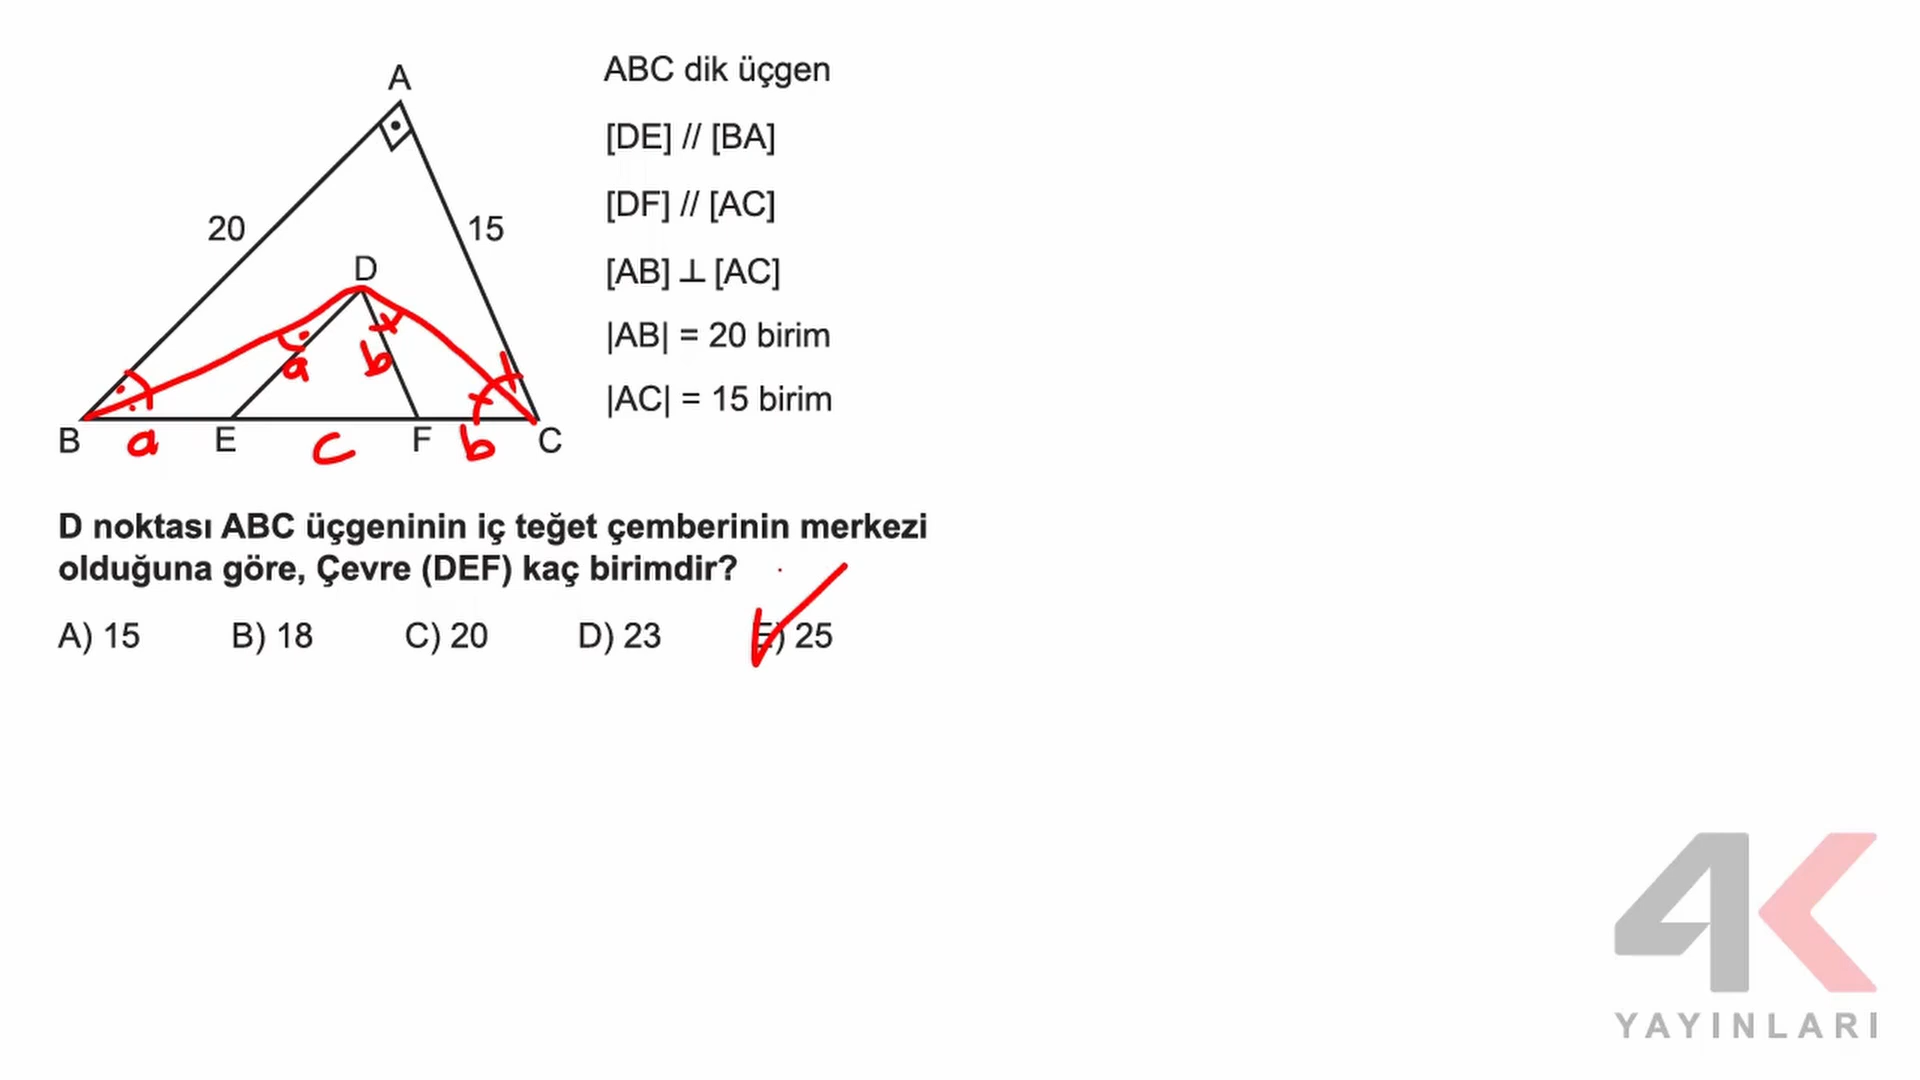 A
20
15
D
a
b
B
a
E
c
F
b
C
ABC dik üçgen
[DE] // [BA]
[DF] // [AC]
[AB] ⊥ [AC]
|AB| = 20 birim
|AC| = 15 birim
D noktası ABC üçgeninin iç teğet çemberinin merkezi
olduğuna göre, Çevre (DEF) kaç birimdir?
A) 15 B) 18 C) 20 D) 23 E) 25
4K
YAYINLARI